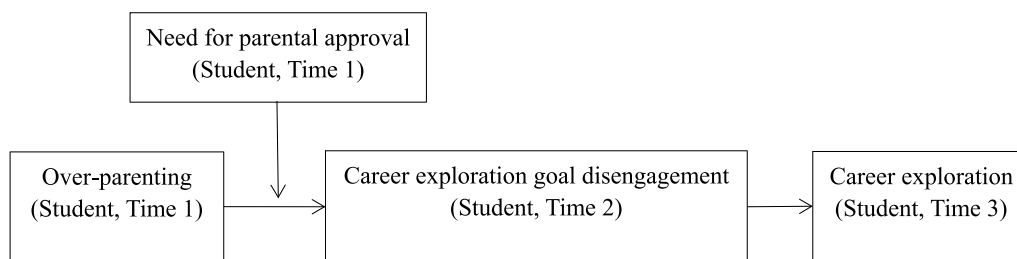 Need for parental approval
(Student, Time 1)
Over-parenting
(Student, Time 1)
Career exploration goal disengagement
(Student, Time 2)
Career exploration
(Student, Time 3)